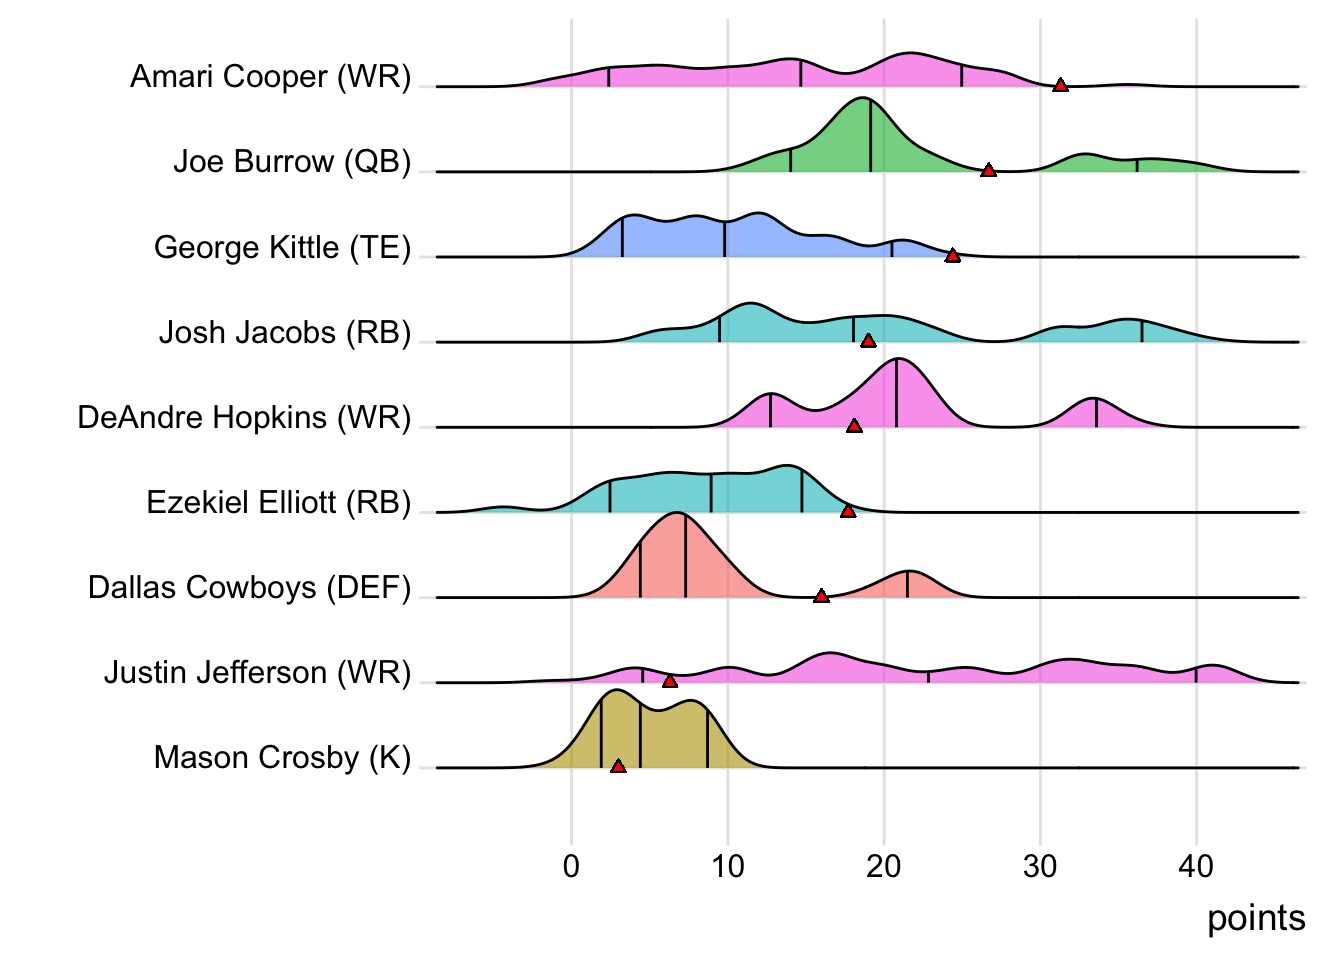 Amari Cooper (WR)
Joe Burrow (QB)
George Kittle (TE)
Josh Jacobs (RB)
DeAndre Hopkins (WR)
Ezekiel Elliott (RB)
Dallas Cowboys (DEF)
Justin Jefferson (WR)
Mason Crosby (K)
0 10 20 30 40
points